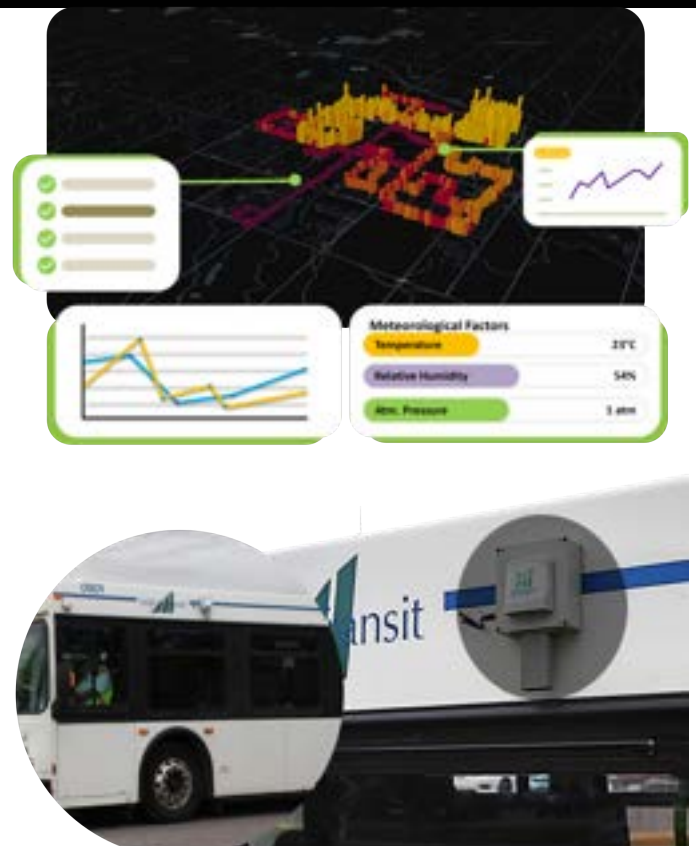 Meteorological Factors
Temperature 23°C
Relative Humidity 54%
Atm. Pressure 1 atm
ansit